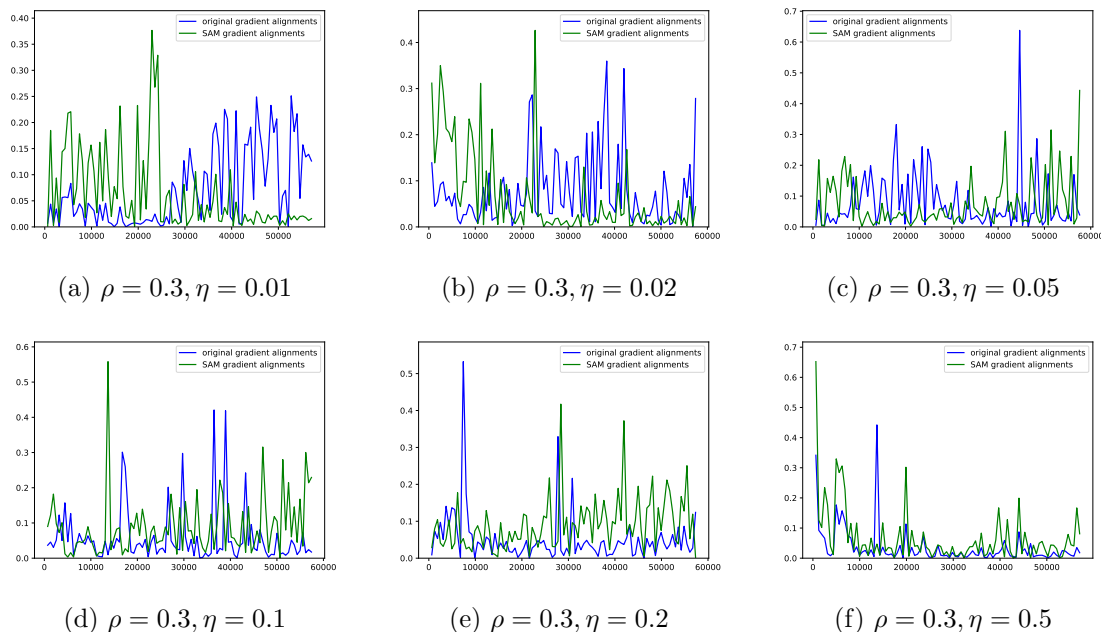 0.40
0.35
0.30
0.25
0.20
0.15
0.10
0.05
0.00
0 10000 20000 30000 40000 50000
original gradient alignments
SAM gradient alignments
(a) ρ = 0.3, η = 0.01
0.4
0.3
0.2
0.1
0.0
0 10000 20000 30000 40000 50000 60000
original gradient alignments
SAM gradient alignments
(b) ρ = 0.3, η = 0.02
0.7
0.6
0.5
0.4
0.3
0.2
0.1
0.0
0 10000 20000 30000 40000 50000 60000
original gradient alignments
SAM gradient alignments
(c) ρ = 0.3, η = 0.05
0.6
0.5
0.4
0.3
0.2
0.1
0.0
0 10000 20000 30000 40000 50000 60000
original gradient alignments
SAM gradient alignments
(d) ρ = 0.3, η = 0.1
0.5
0.4
0.3
0.2
0.1
0.0
0 10000 20000 30000 40000 50000 60000
original gradient alignments
SAM gradient alignments
(e) ρ = 0.3, η = 0.2
0.7
0.6
0.5
0.4
0.3
0.2
0.1
0.0
0 10000 20000 30000 40000 50000
original gradient alignments
SAM gradient alignments
(f) ρ = 0.3, η = 0.5